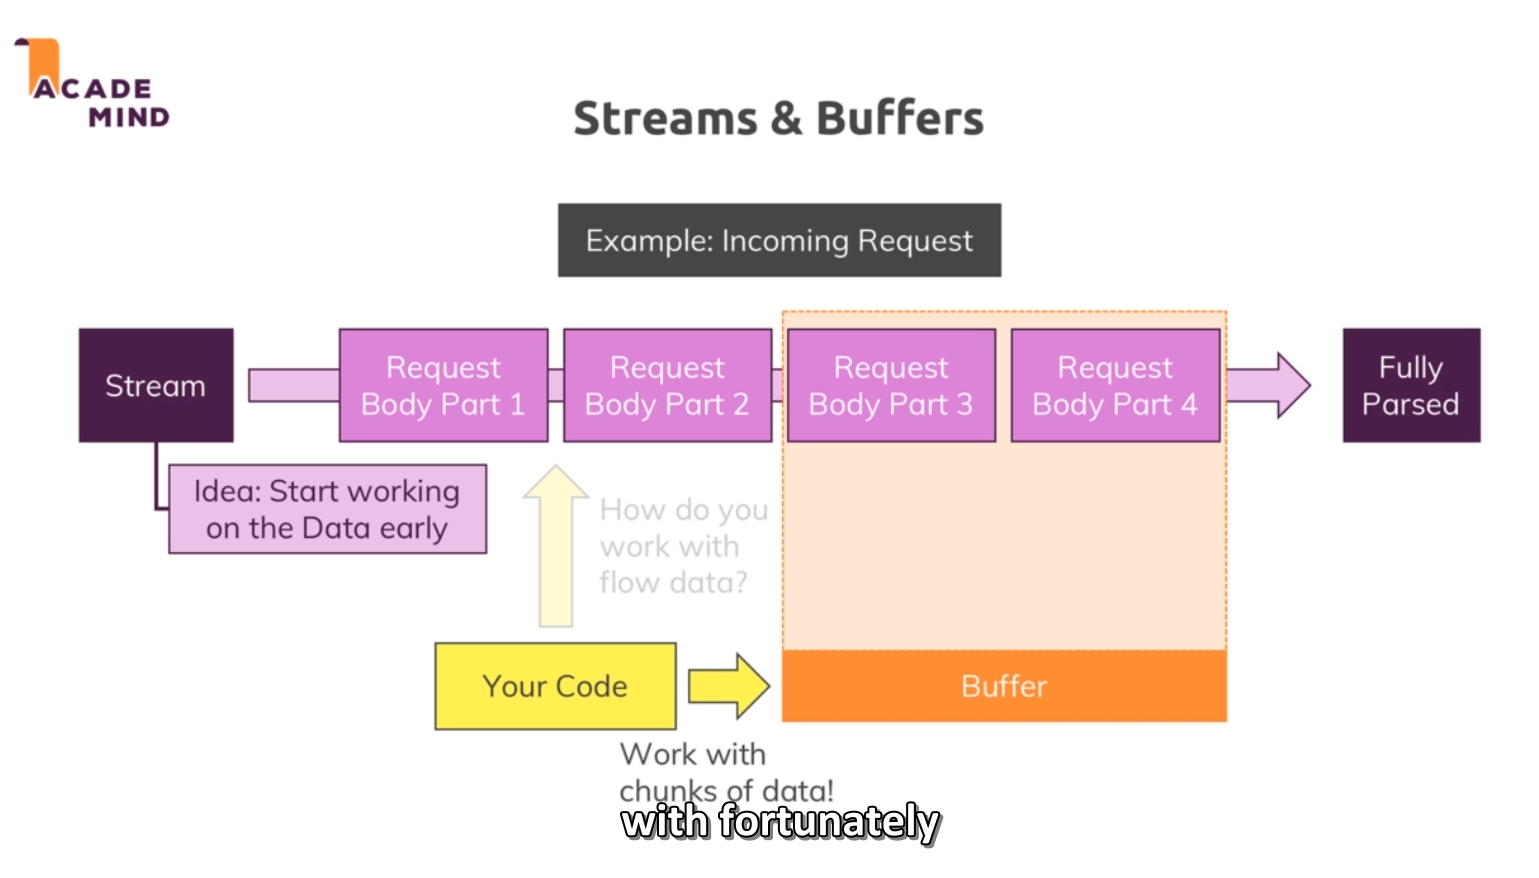 ACADE
MIND
Streams & Buffers
Example: Incoming Request
Stream
Request
Body Part 1
Request
Body Part 2
Request
Body Part 3
Request
Body Part 4
Fully
Parsed
Idea: Start working
on the Data early
How do you
work with
flow data?
Your Code
Buffer
Work with
chunks of data!
with fortunately